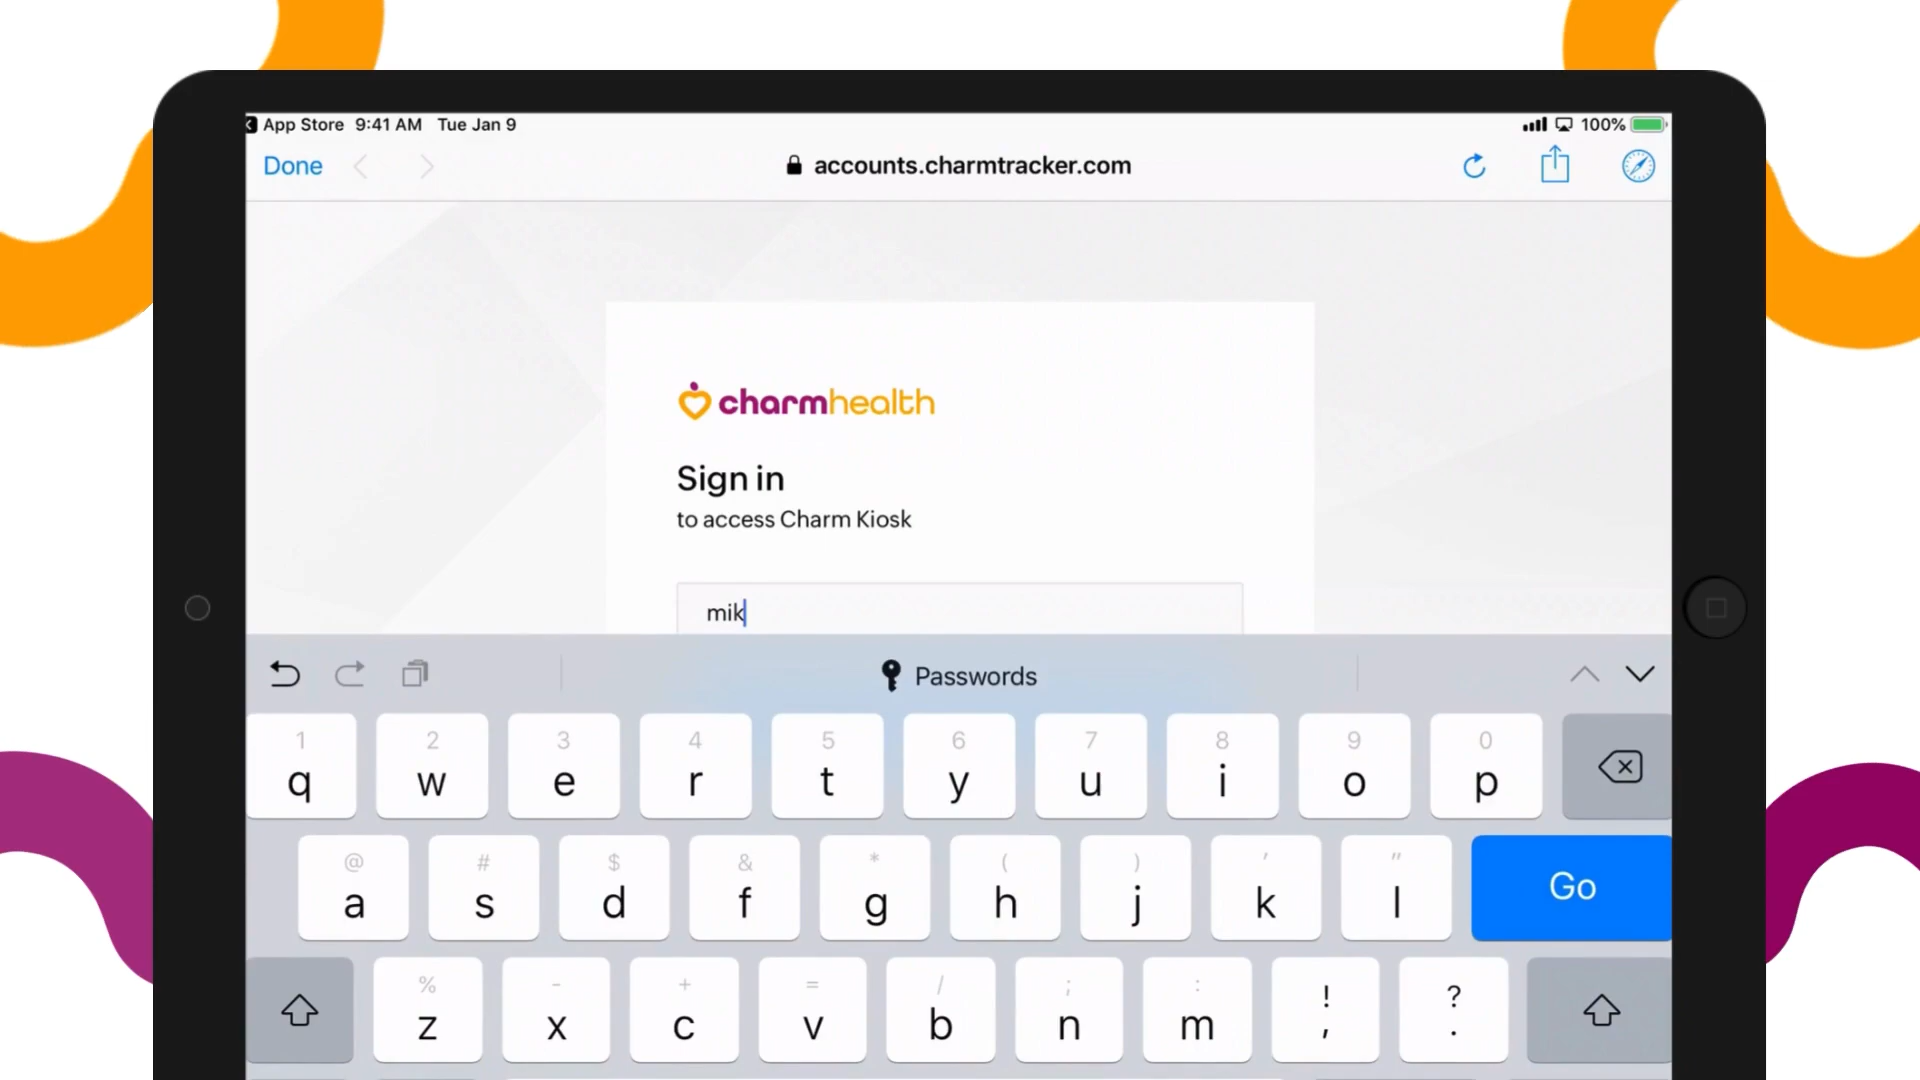 App Store 9:41 AM Tue Jan 9 100%
Done accounts.charmtracker.com
charmhealth
Sign in
to access Charm Kiosk
mik
Passwords
1 2 3 4 5 6 7 8 9 0
q w e r t y u i o p
@ # $ & * ( ) ' "
a s d f g h j k l Go
% - + = / ; : ! ?
z x c v b n m , .